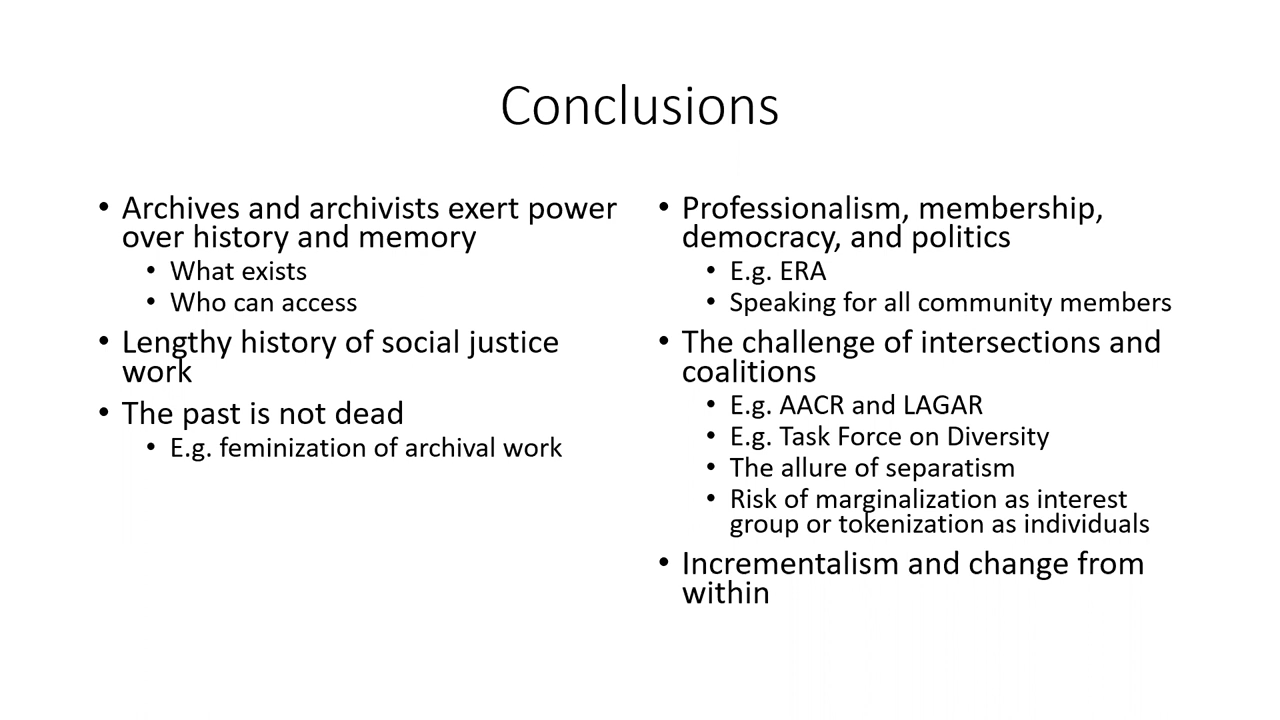 Conclusions
• Archives and archivists exert power
over history and memory
• What exists
• Who can access
• Lengthy history of social justice
work
• The past is not dead
• E.g. feminization of archival work
• Professionalism, membership,
democracy, and politics
• E.g. ERA
• Speaking for all community members
• The challenge of intersections and
coalitions
• E.g. AACR and LAGAR
• E.g. Task Force on Diversity
• The allure of separatism
• Risk of marginalization as interest
group or tokenization as individuals
• Incrementalism and change from
within